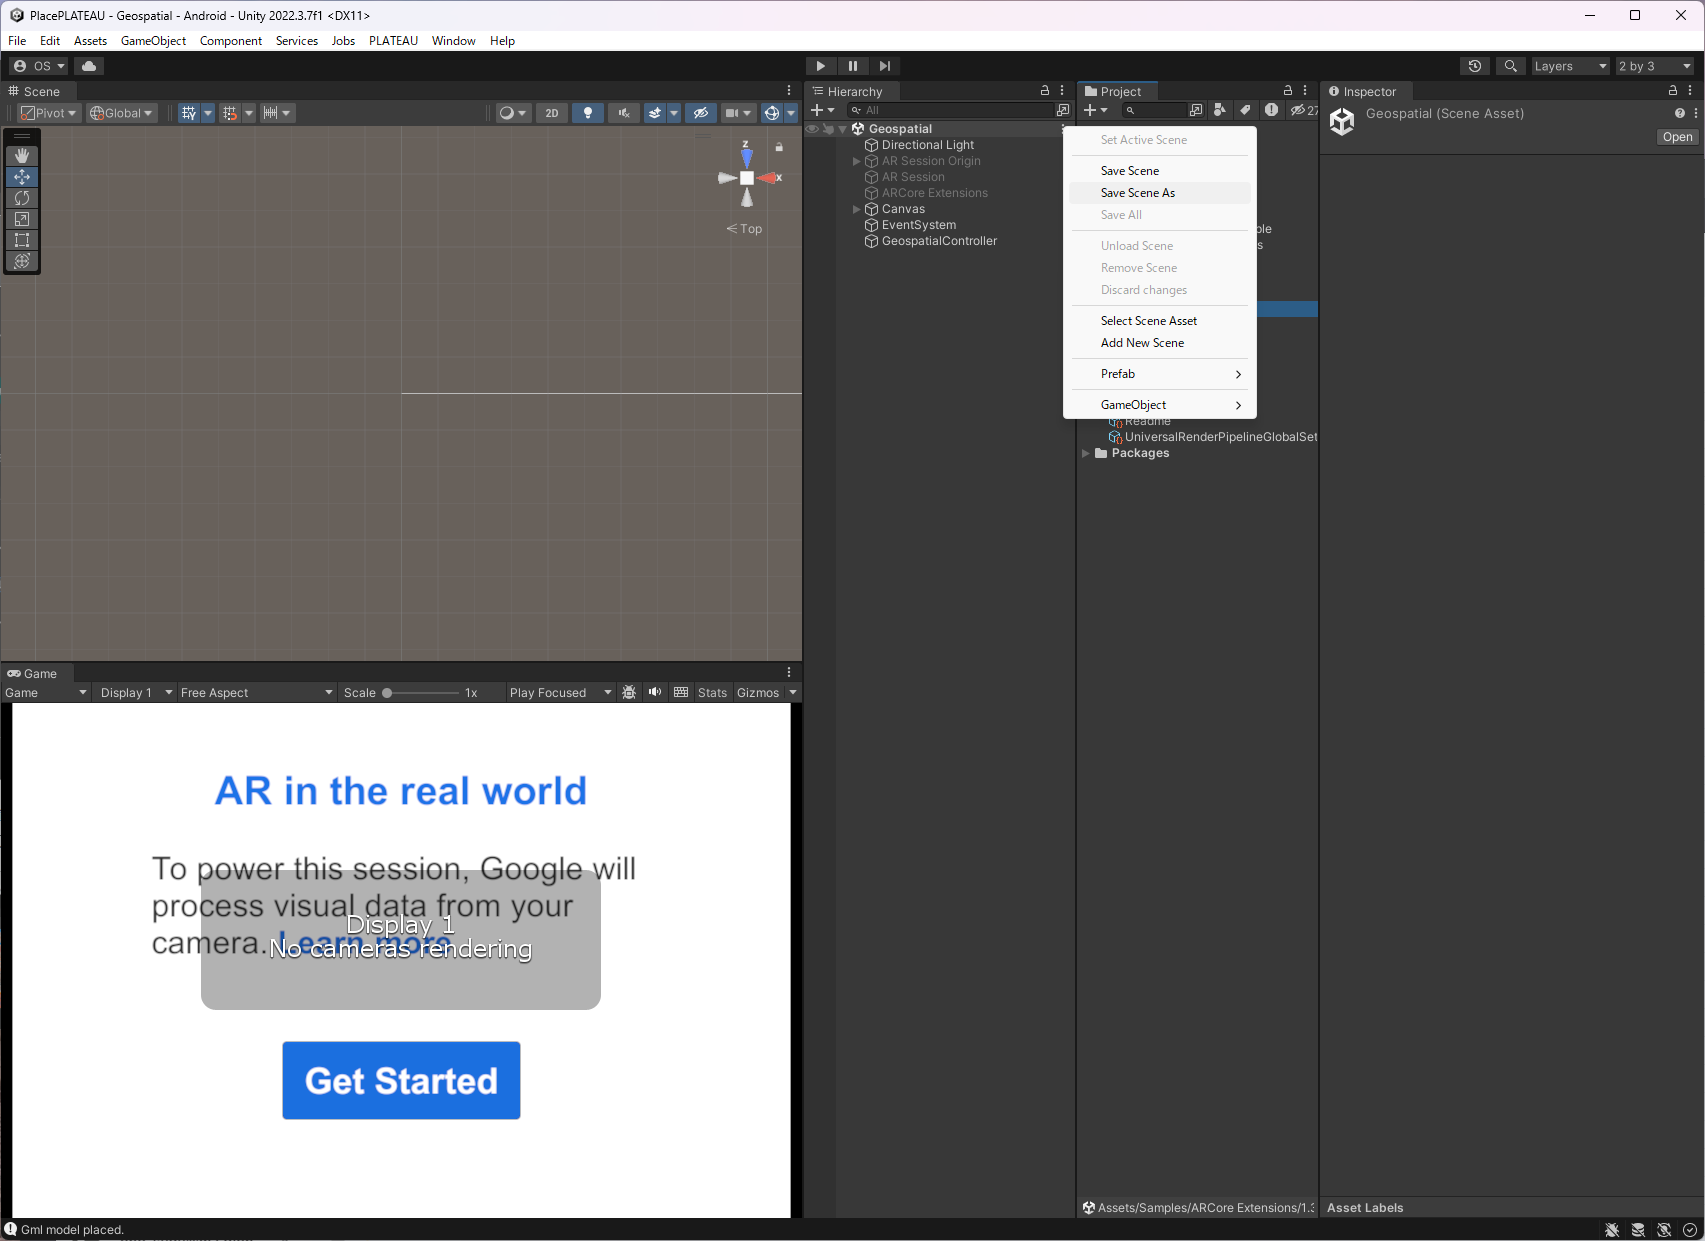 PlacePLATEAU - Geospatial - Android - Unity 2022.3.7f1 <DX11>
File Edit Assets GameObject Component Services Jobs PLATEAU Window Help
OS
Layers
2 by 3
Scene
Pivot Global
2D
z
x
Top
Hierarchy
All
Geospatial
Directional Light
AR Session Origin
AR Session
ARCore Extensions
Canvas
EventSystem
GeospatialController
Project
27
Set Active Scene
Save Scene
Save Scene As
Save All
Unload Scene
Remove Scene
Discard changes
Select Scene Asset
Add New Scene
Prefab
GameObject
ple
s
Readme
UniversalRenderPipelineGlobalSet
Packages
Assets/Samples/ARCore Extensions/1.3
Inspector
Geospatial (Scene Asset)
Open
Asset Labels
Game
Game Display 1 Free Aspect Scale 1x Play Focused Stats Gizmos
AR in the real world
To power this session, Google will
process visual data from your
camera. Learn more
Display 1
No cameras rendering
Get Started
Gml model placed.